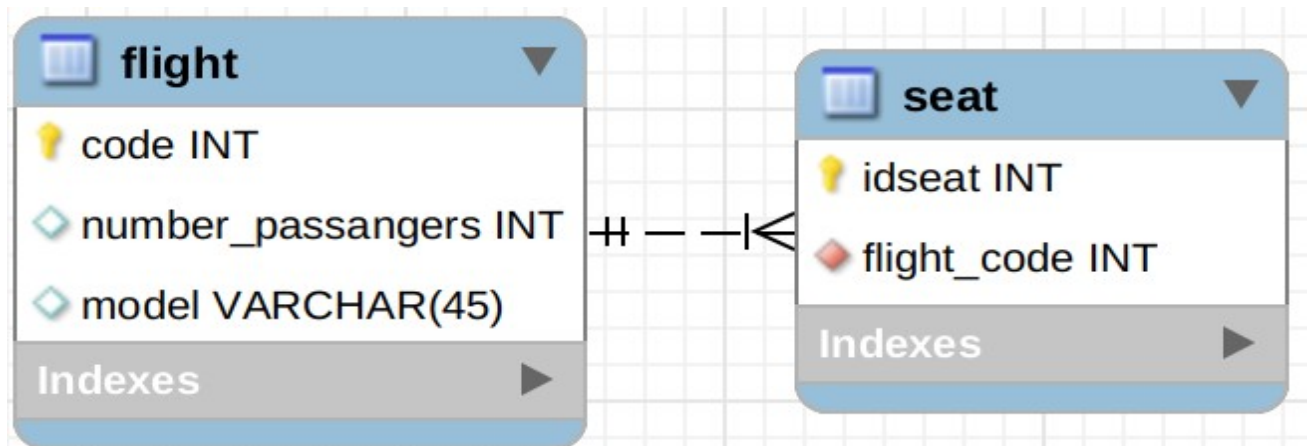 flight
code INT
number_passangers INT
model VARCHAR(45)
Indexes
seat
idseat INT
flight_code INT
Indexes